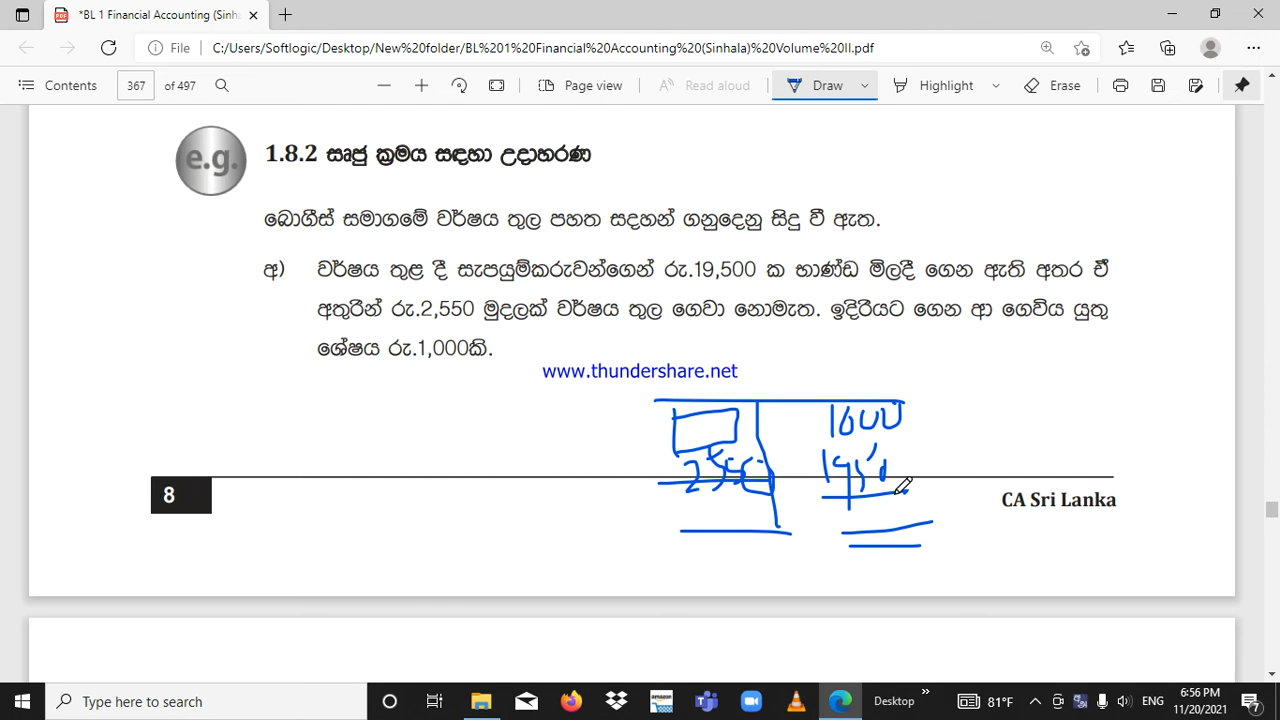 *BL 1 Financial Accounting (Sinha
File C:/Users/Softlogic/Desktop/New%20folder/BL%201%20Financial%20Accounting%20(Sinhala)%20Volume%20II.pdf
Contents 367 of 497 Page view Read aloud Draw Highlight Erase
e.g. 1.8.2 සෘජු ක්‍රමය සඳහා උදාහරණ
බොගීස් සමාගමේ වර්ෂය තුල පහත සදහන් ගනුදෙනු සිදු වී ඇත.
අ) වර්ෂය තුළ දී සැපයුම්කරුවන්ගෙන් රු.19,500 ක භාණ්ඩ මිලදී ගෙන ඇති අතර ඒ
අතුරින් රු.2,550 මුදලක් වර්ෂය තුල ගෙවා නොමැත. ඉදිරියට ගෙන ආ ගෙවිය යුතු
ශේෂය රු.1,000කි.
www.thundershare.net
1000
8 CA Sri Lanka
Type here to search Desktop 81°F ENG 6:56 PM
11/20/2021